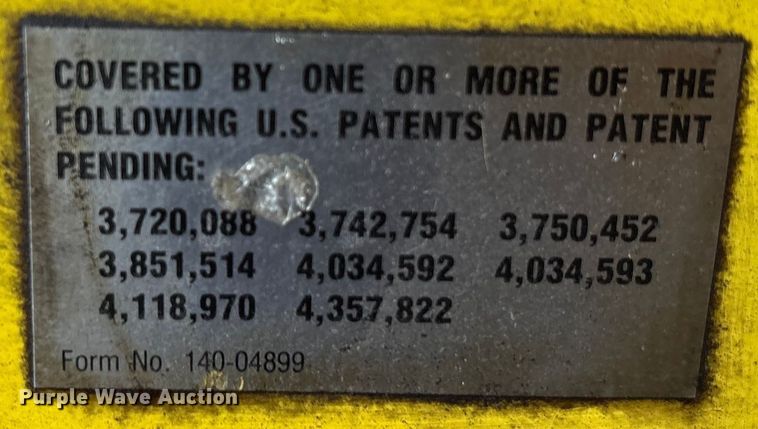 COVERED BY ONE OR MORE OF THE
FOLLOWING U.S. PATENTS AND PATENT
PENDING:
3,720,088 3,742,754 3,750,452
3,851,514 4,034,592 4,034,593
4,118,970 4,357,822
Form No. 140-04899
Purple Wave Auction